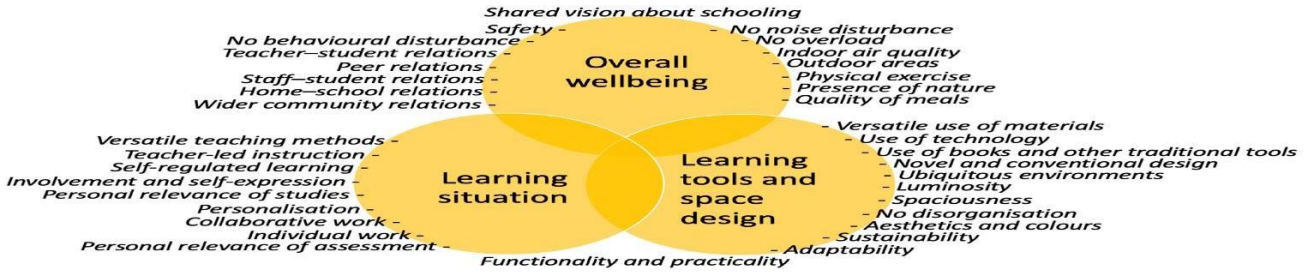 Shared vision about schooling
Safety -
No behavioural disturbance -
Teacher–student relations -
Peer relations -
Staff–student relations -
Home–school relations -
Wider community relations -
Overall
wellbeing
- No noise disturbance
- No overload
- Indoor air quality
- Outdoor areas
- Physical exercise
- Presence of nature
- Quality of meals
Versatile teaching methods -
Teacher-led instruction -
Self-regulated learning -
Involvement and self-expression -
Personal relevance of studies -
Personalisation -
Collaborative work -
Individual work -
Personal relevance of assessment -
Learning
situation
Learning
tools and
space
design
- Versatile use of materials
- Use of technology
- Use of books and other traditional tools
- Novel and conventional design
- Ubiquitous environments
- Luminosity
- Spaciousness
- No disorganisation
- Aesthetics and colours
- Sustainability
- Adaptability
Functionality and practicality